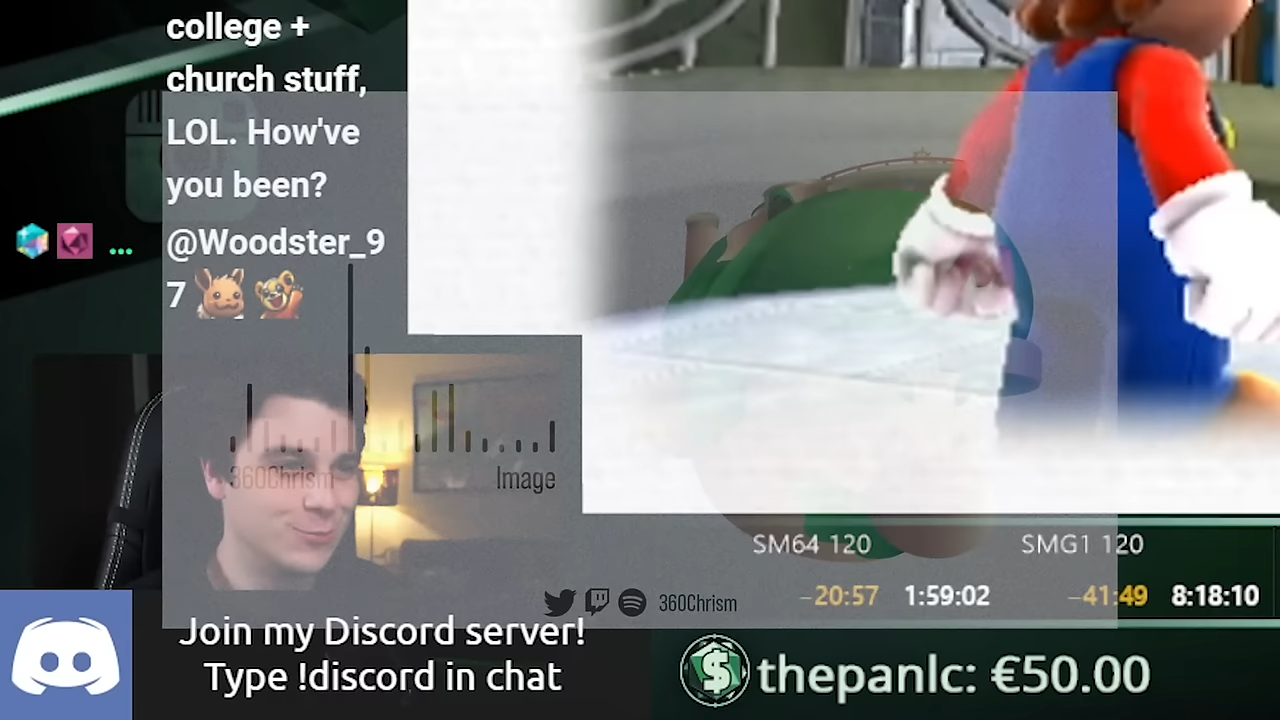 college +
church stuff,
LOL. How've
you been?
@Woodster_9
7
360Chrism
Image
SM64 120
SMG1 120
−20:57 1:59:02
−41:49 8:18:10
360Chrism
Join my Discord server!
Type !discord in chat
thepanlc: €50.00